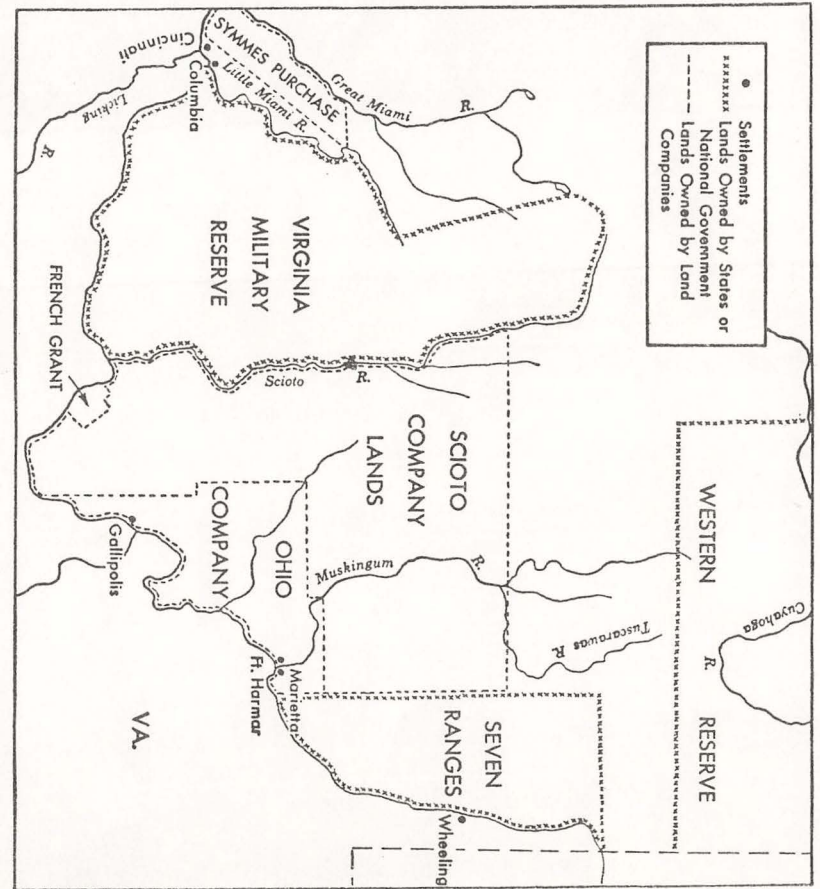 Settlements
Lands Owned by States or
National Government
Lands Owned by Land
Companies
WESTERN RESERVE
Cuyahoga
R.
Tuscarawas R.
SEVEN
RANGES
Wheeling
SCIOTO
COMPANY
LANDS
Muskingum R.
OHIO
COMPANY
Marietta
Ft. Harmar
Gallipolis
VA.
Great Miami R.
SYMMES PURCHASE
Little Miami R.
Cincinnati
Columbia
Licking
R.
VIRGINIA
MILITARY
RESERVE
Scioto R.
FRENCH GRANT